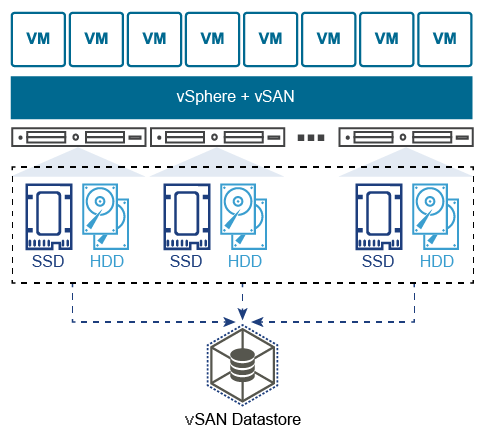 VM VM VM VM VM VM VM VM
vSphere + vSAN
SSD HDD SSD HDD SSD HDD
vSAN Datastore